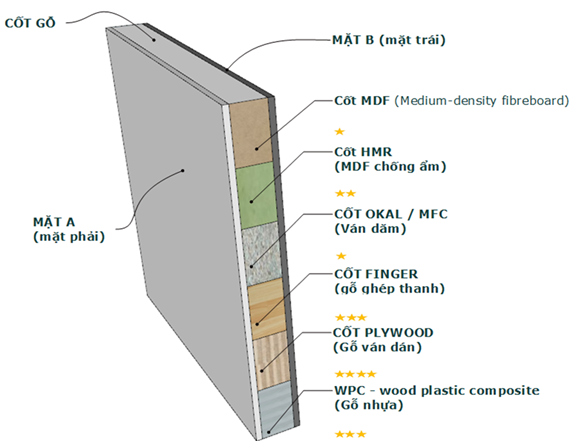 CỐT GỖ
MẶT B (mặt trái)
Cốt MDF (Medium-density fibreboard)
Cốt HMR
(MDF chống ẩm)
CỐT OKAL / MFC
(Ván dăm)
MẶT A
(mặt phải)
CỐT FINGER
(gỗ ghép thanh)
CỐT PLYWOOD
(Gỗ ván dán)
WPC - wood plastic composite
(Gỗ nhựa)